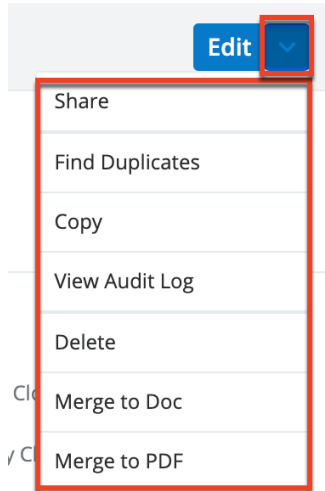 Edit
Share
Find Duplicates
Copy
View Audit Log
Delete
Merge to Doc
Merge to PDF